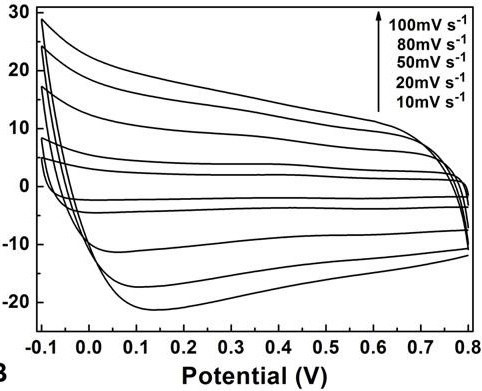 30
20
10
0
-10
-20
100mV s⁻¹
80mV s⁻¹
50mV s⁻¹
20mV s⁻¹
10mV s⁻¹
-0.1 0.0 0.1 0.2 0.3 0.4 0.5 0.6 0.7 0.8
Potential (V)